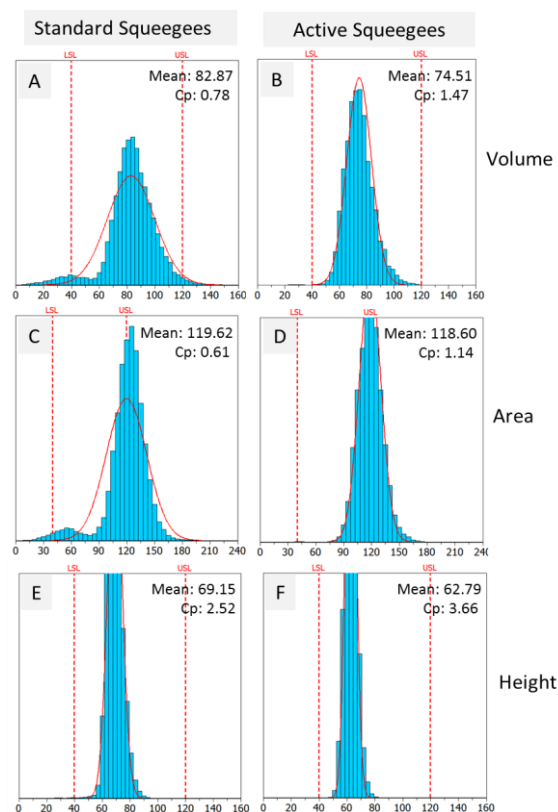 Standard Squeegees
Active Squeegees
LSL USL
LSL USL
A
Mean: 82.87
Cp: 0.78
B
Mean: 74.51
Cp: 1.47
Volume
0 20 40 60 80 100 120 140 160
0 20 40 60 80 100 120 140 160
LSL USL
LSL USL
C
Mean: 119.62
Cp: 0.61
D
Mean: 118.60
Cp: 1.14
Area
0 30 60 90 120 150 180 210 240
0 30 60 90 120 150 180 210 240
LSL USL
LSL USL
E
Mean: 69.15
Cp: 2.52
F
Mean: 62.79
Cp: 3.66
Height
0 20 40 60 80 100 120 140 160
0 20 40 60 80 100 120 140 160